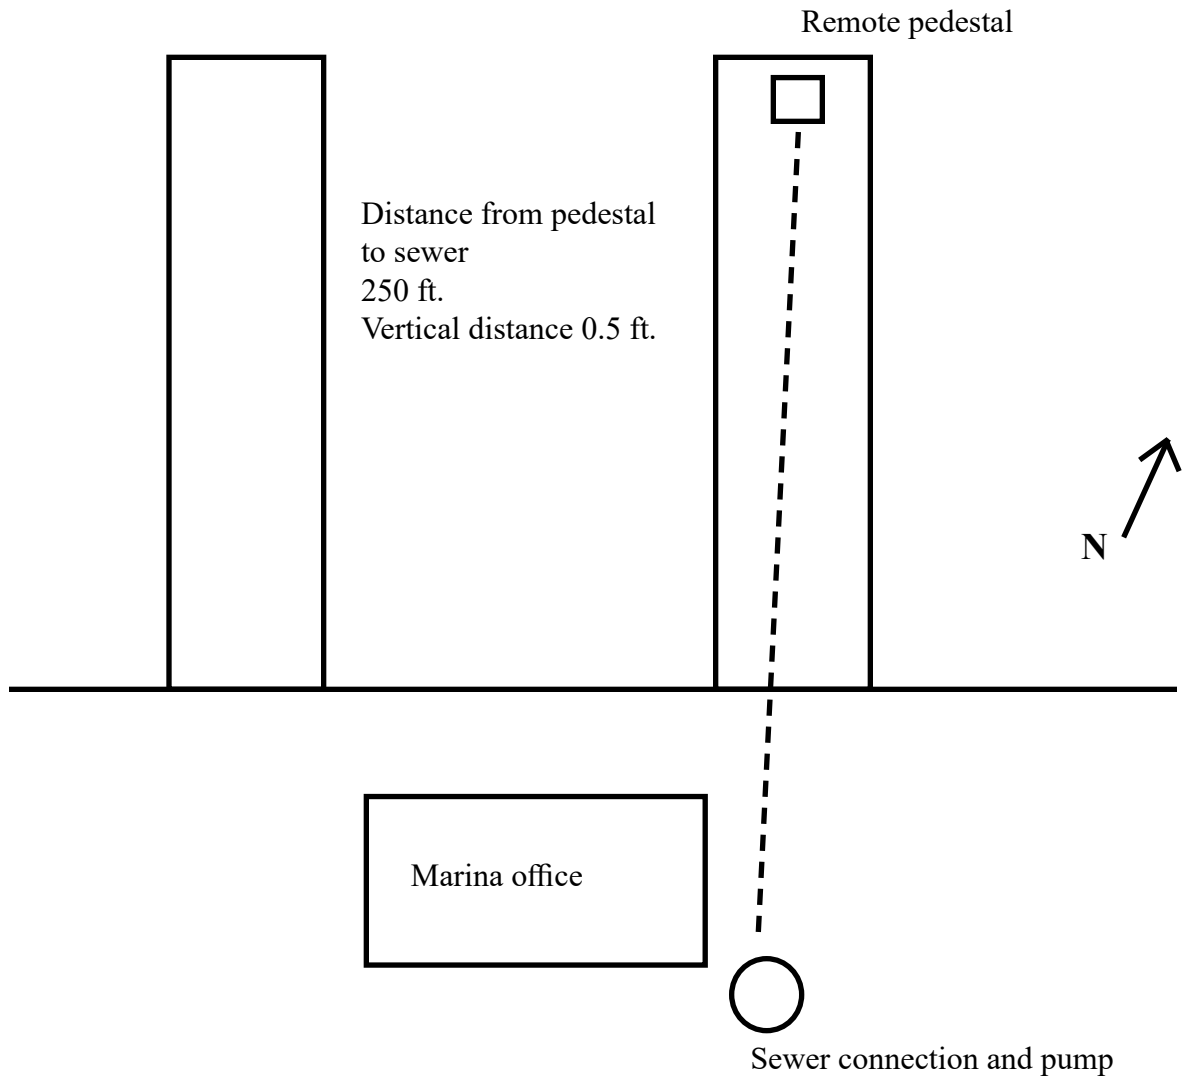 Remote pedestal
Distance from pedestal
to sewer
250 ft.
Vertical distance 0.5 ft.
N
Marina office
Sewer connection and pump